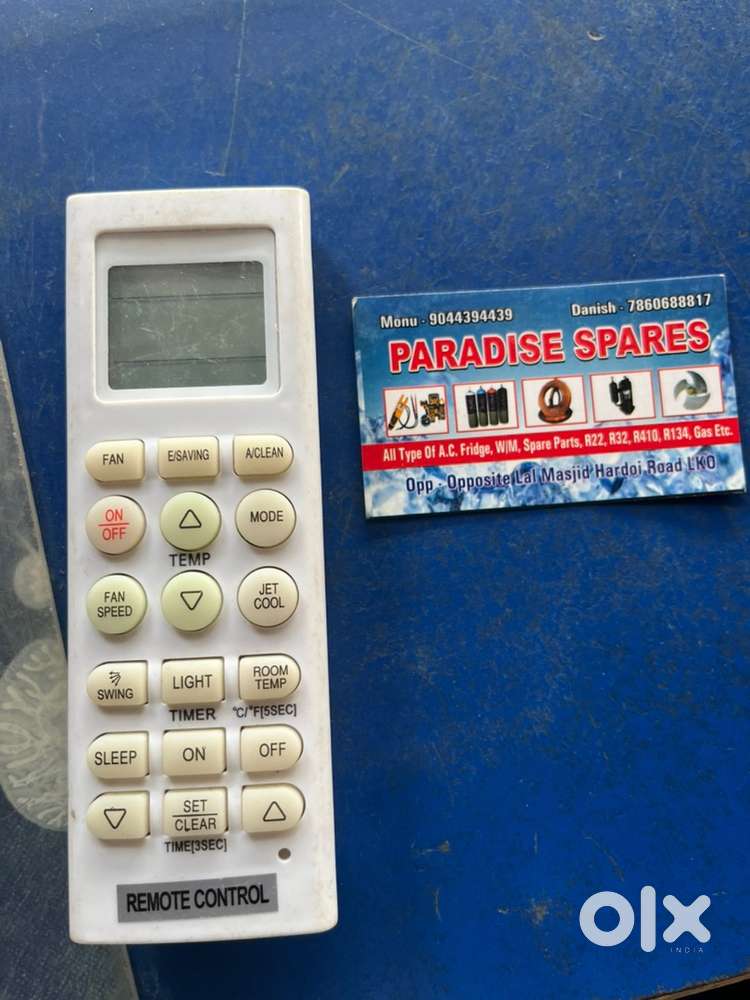 Monu - 9044394439 Danish - 7860688817
PARADISE SPARES
All Type Of A.C. Fridge, W/M, Spare Parts, R22, R32, R410, R134, Gas Etc.
Opp - Opposite Lal Masjid Hardoi Road LKO
FAN E/SAVING A/CLEAN
ON
OFF
MODE
TEMP
FAN
SPEED
JET
COOL
SWING
LIGHT
ROOM
TEMP
TIMER °C/°F[5SEC]
SLEEP ON OFF
SET
CLEAR
TIME[3SEC]
REMOTE CONTROL
olx
INDIA